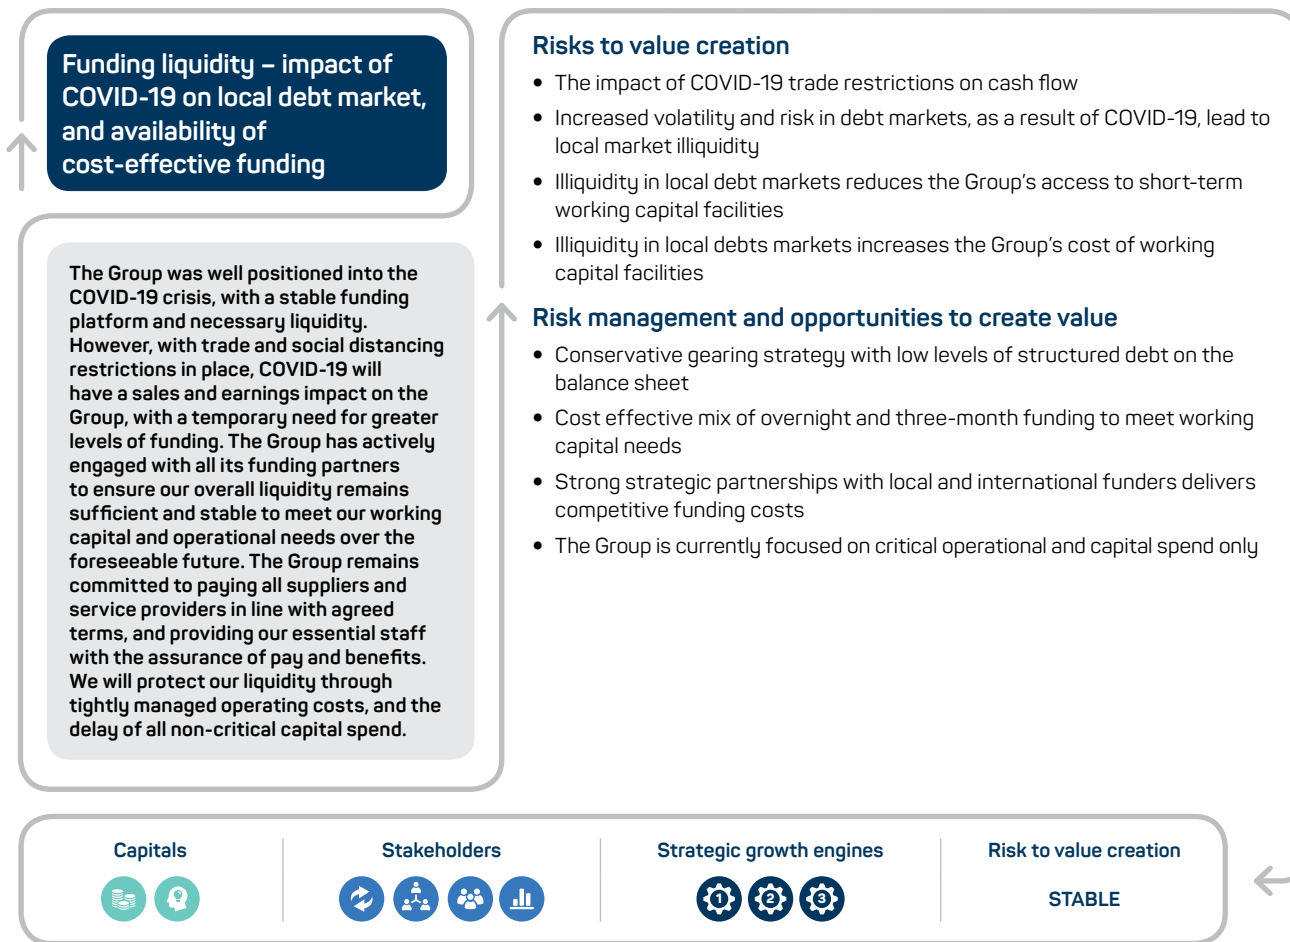 Funding liquidity – impact of
COVID-19 on local debt market,
and availability of
cost-effective funding
The Group was well positioned into the
COVID-19 crisis, with a stable funding
platform and necessary liquidity.
However, with trade and social distancing
restrictions in place, COVID-19 will
have a sales and earnings impact on the
Group, with a temporary need for greater
levels of funding. The Group has actively
engaged with all its funding partners
to ensure our overall liquidity remains
sufficient and stable to meet our working
capital and operational needs over the
foreseeable future. The Group remains
committed to paying all suppliers and
service providers in line with agreed
terms, and providing our essential staff
with the assurance of pay and benefits.
We will protect our liquidity through
tightly managed operating costs, and the
delay of all non-critical capital spend.
Risks to value creation
• The impact of COVID-19 trade restrictions on cash flow
• Increased volatility and risk in debt markets, as a result of COVID-19, lead to
local market illiquidity
• Illiquidity in local debt markets reduces the Group's access to short-term
working capital facilities
• Illiquidity in local debts markets increases the Group's cost of working
capital facilities
Risk management and opportunities to create value
• Conservative gearing strategy with low levels of structured debt on the
balance sheet
• Cost effective mix of overnight and three-month funding to meet working
capital needs
• Strong strategic partnerships with local and international funders delivers
competitive funding costs
• The Group is currently focused on critical operational and capital spend only
Capitals
Stakeholders
Strategic growth engines
1 2 3
Risk to value creation
STABLE